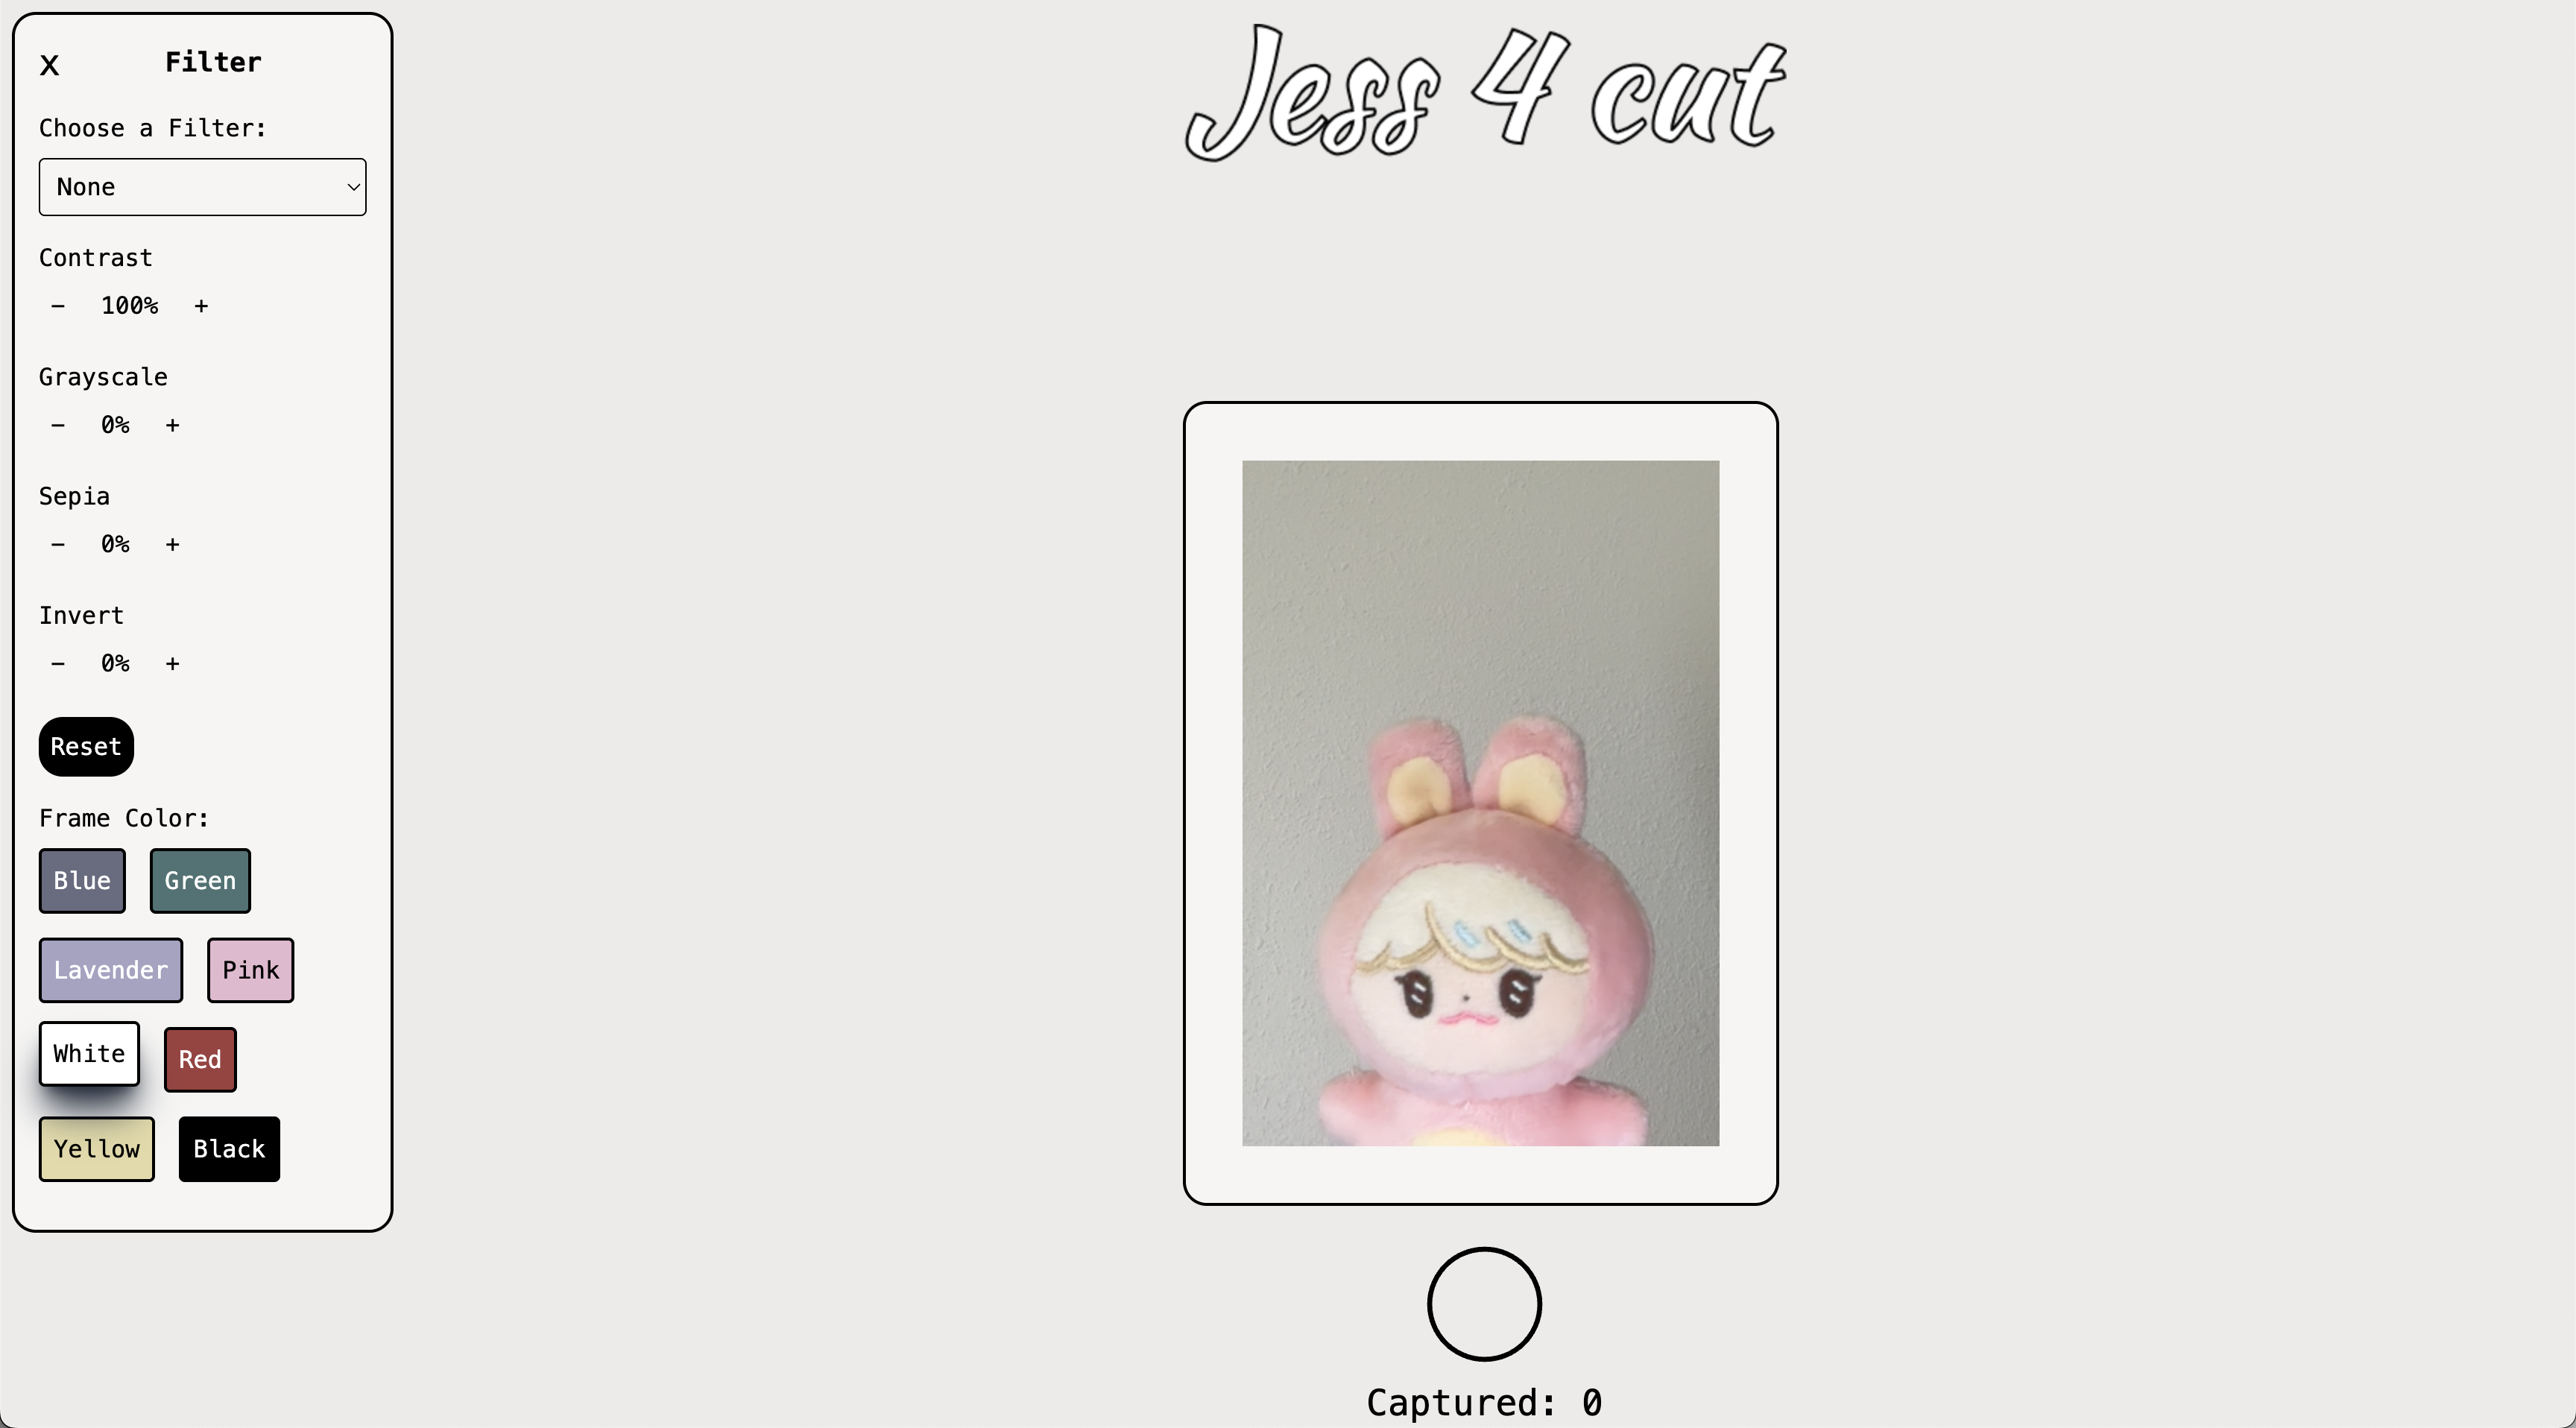 x Filter
Choose a Filter:
None
Contrast
− 100% +
Grayscale
− 0% +
Sepia
− 0% +
Invert
− 0% +
Reset
Frame Color:
Blue Green
Lavender Pink
White Red
Yellow Black
Jess 4 cut
Captured: 0